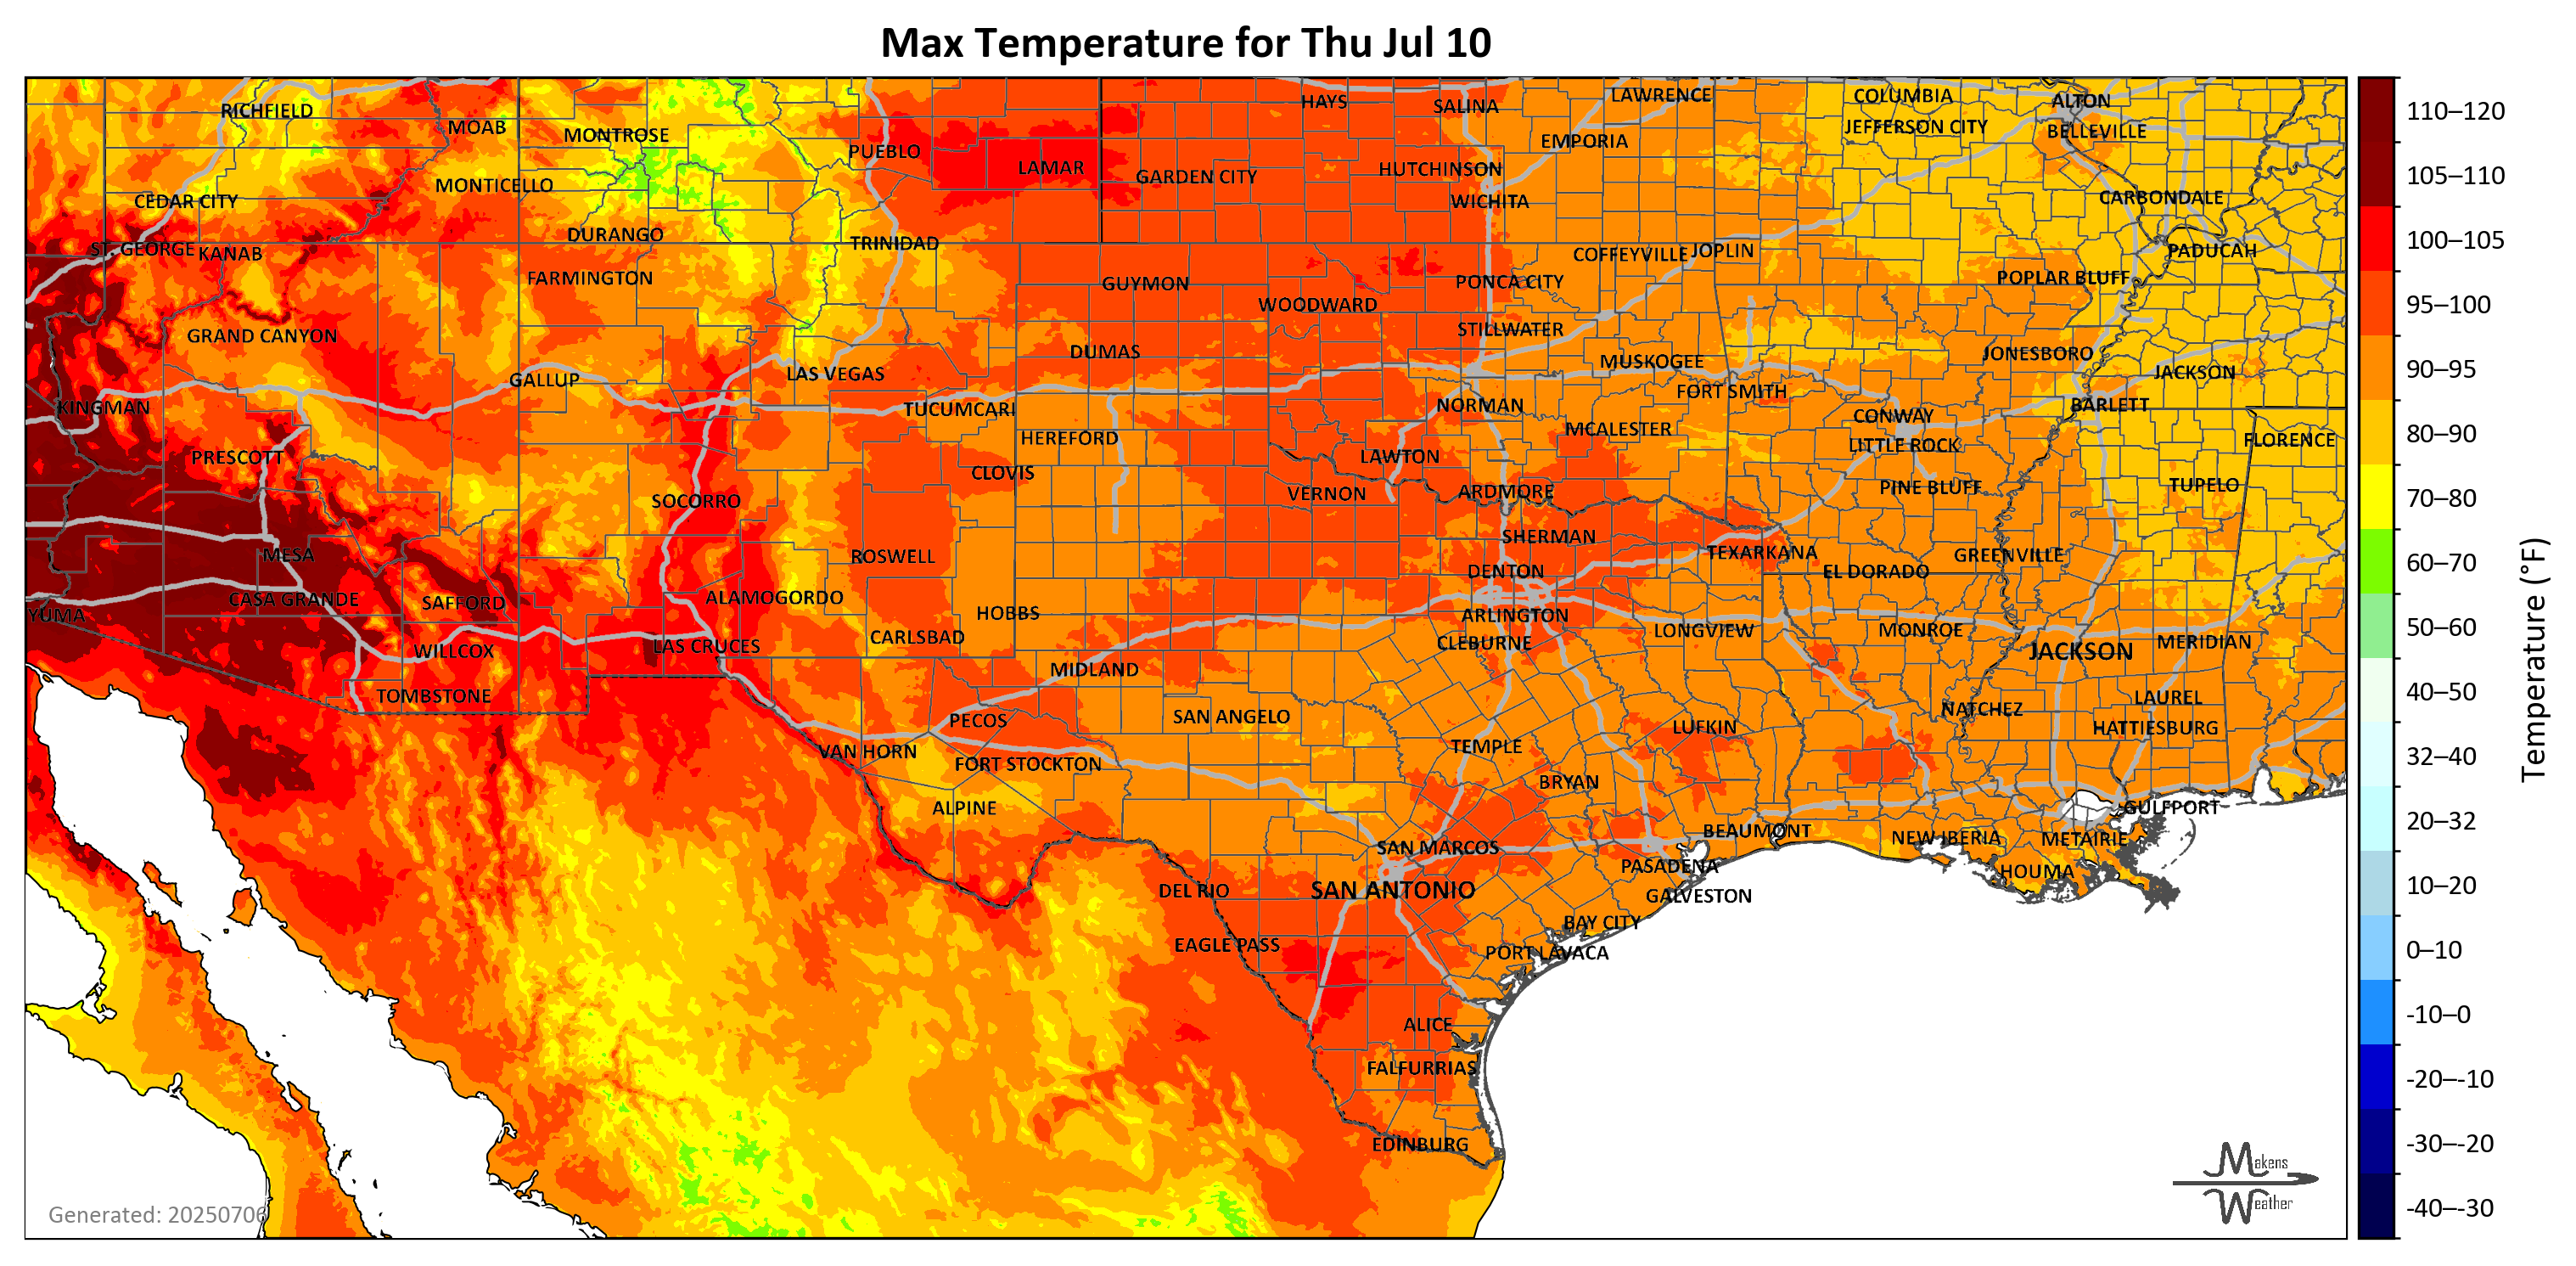 Max Temperature for Thu Jul 10
RICHFIELD
MOAB
MONTROSE
PUEBLO
LAMAR
HAYS
SALINA
LAWRENCE
COLUMBIA
ALTON
EMPORIA
JEFFERSON CITY
BELLEVILLE
MONTICELLO
GARDEN CITY
HUTCHINSON
CEDAR CITY
WICHITA
CARBONDALE
DURANGO
TRINIDAD
ST. GEORGE
KANAB
COFFEYVILLE
JOPLIN
PADUCAH
FARMINGTON
GUYMON
PONCA CITY
POPLAR BLUFF
WOODWARD
GRAND CANYON
STILLWATER
DUMAS
MUSKOGEE
JONESBORO
GALLUP
LAS VEGAS
FORT SMITH
JACKSON
KINGMAN
TUCUMCARI
NORMAN
CONWAY
BARLETT
HEREFORD
MCALESTER
LITTLE ROCK
FLORENCE
PRESCOTT
CLOVIS
LAWTON
SOCORRO
VERNON
ARDMORE
PINE BLUFF
TUPELO
MESA
ROSWELL
SHERMAN
TEXARKANA
GREENVILLE
DENTON
EL DORADO
CASA GRANDE
SAFFORD
ALAMOGORDO
YUMA
HOBBS
ARLINGTON
CARLSBAD
CLEBURNE
LONGVIEW
MONROE
JACKSON
MERIDIAN
WILLCOX
LAS CRUCES
MIDLAND
TOMBSTONE
PECOS
SAN ANGELO
LUFKIN
NATCHEZ
LAUREL
HATTIESBURG
VAN HORN
FORT STOCKTON
TEMPLE
BRYAN
ALPINE
GULFPORT
SAN MARCOS
BEAUMONT
NEW IBERIA
METAIRIE
PASADENA
HOUMA
DEL RIO
SAN ANTONIO
GALVESTON
BAY CITY
EAGLE PASS
PORT LAVACA
ALICE
FALFURRIAS
EDINBURG
Generated: 20250706
Makens
Weather
110–120
105–110
100–105
95–100
90–95
80–90
70–80
60–70
50–60
40–50
32–40
20–32
10–20
0–10
-10–0
-20–-10
-30–-20
-40–-30
Temperature (°F)